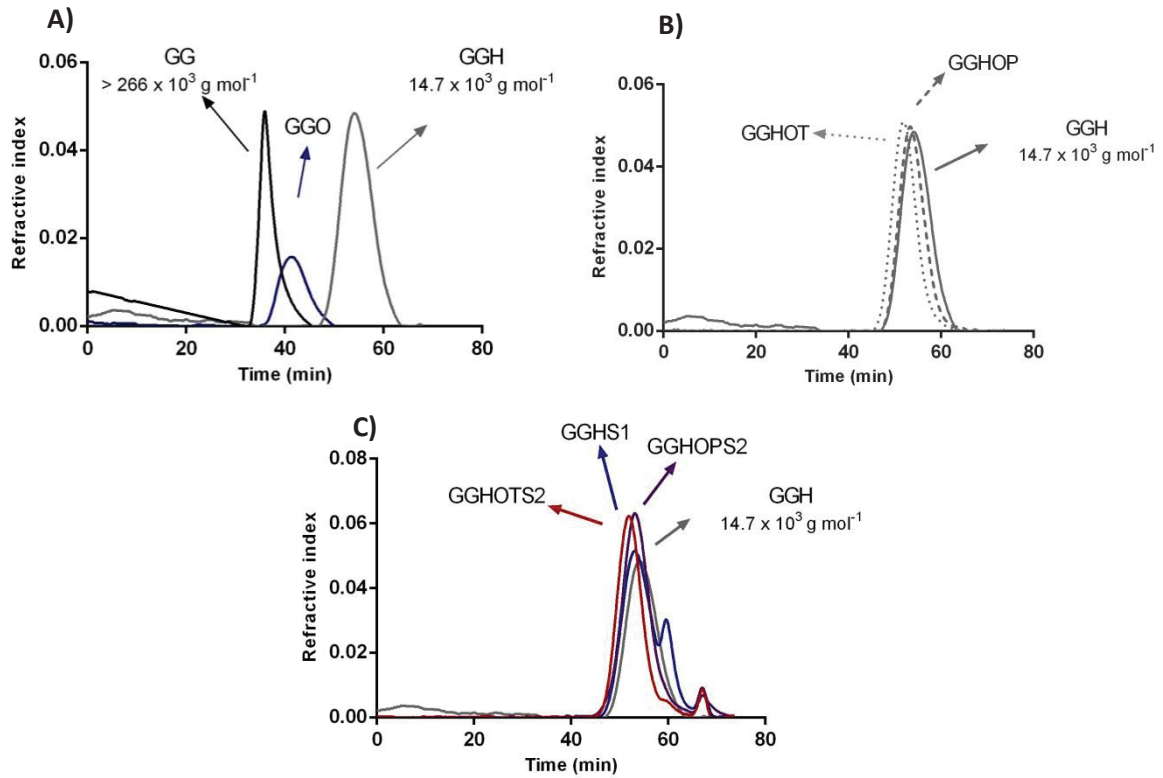 A)
GG
> 266 x 10³ g mol⁻¹
GGO
GGH
14.7 x 10³ g mol⁻¹
Refractive index
0.06
0.04
0.02
0.00
0 20 40 60 80
Time (min)
B)
GGHOP
GGHOT
GGH
14.7 x 10³ g mol⁻¹
Refractive index
0.06
0.04
0.02
0.00
0 20 40 60 80
Time (min)
C)
GGHS1
GGHOPS2
GGHOTS2
GGH
14.7 x 10³ g mol⁻¹
Refractive index
0.08
0.06
0.04
0.02
0.00
0 20 40 60 80
Time (min)